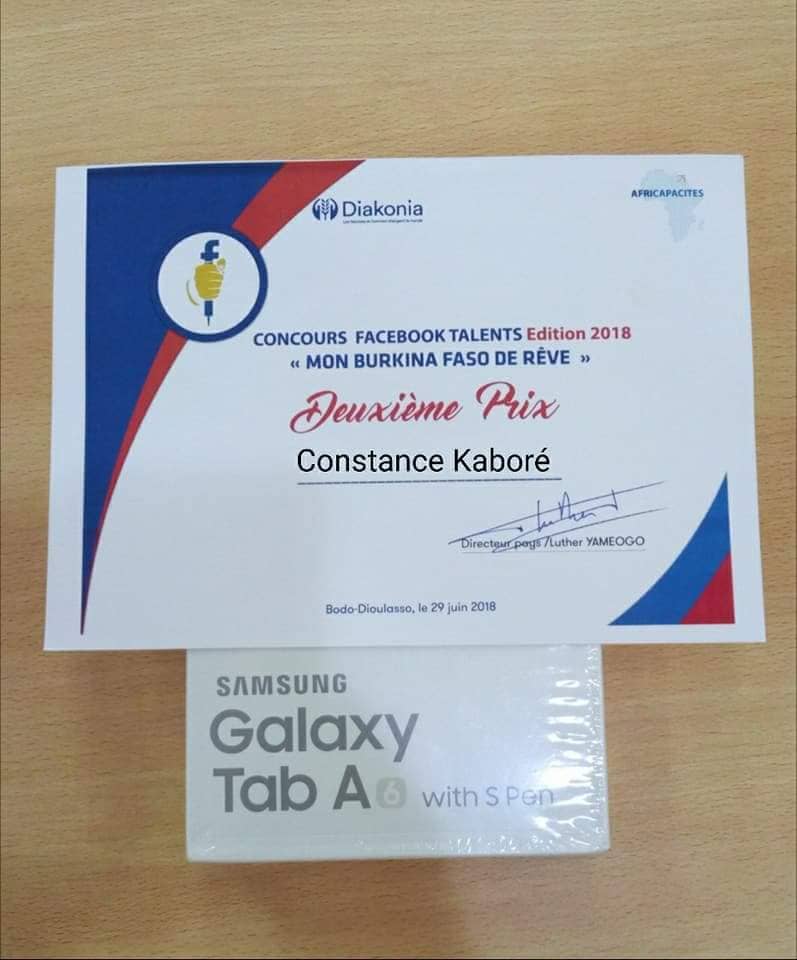 Diakonia
AFRICAPACITES
CONCOURS FACEBOOK TALENTS Edition 2018
« MON BURKINA FASO DE RÊVE »
Deuxième Prix
Constance Kaboré
Directeur pays /Luther YAMEOGO
Bodo-Dioulasso, le 29 juin 2018
SAMSUNG
Galaxy
Tab A 6 with S Pen